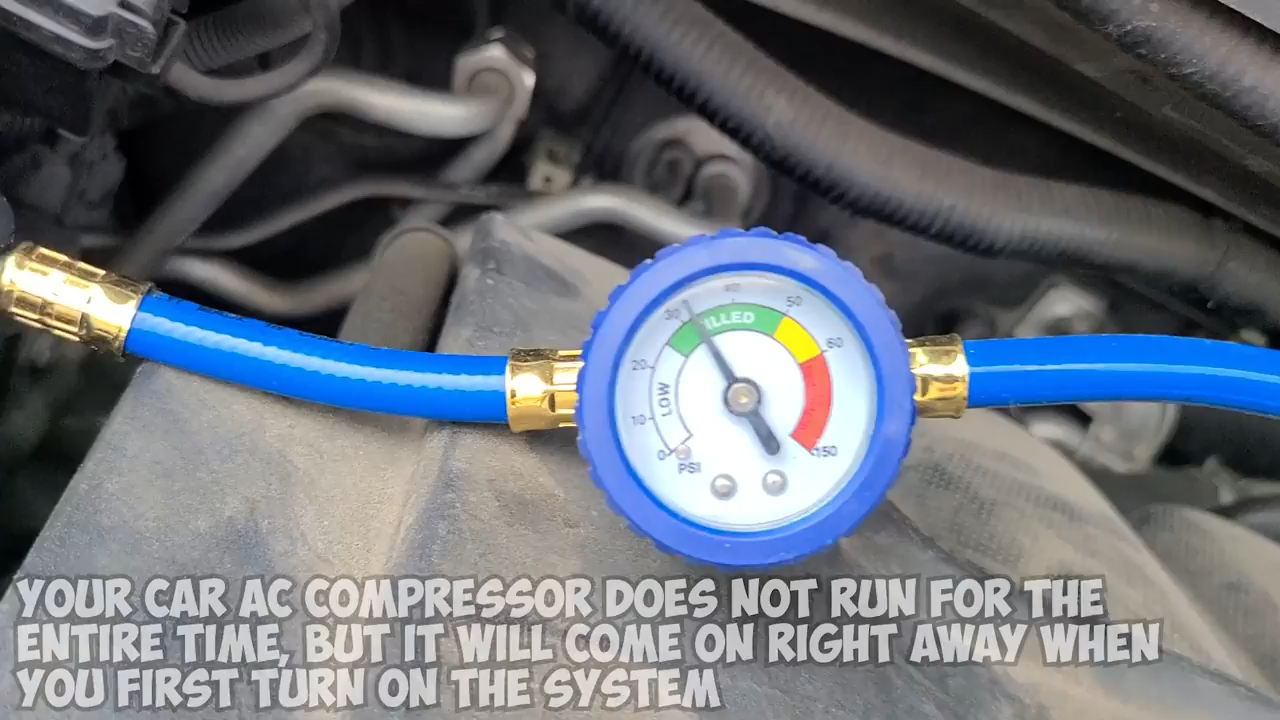 40
30
50
ILLED
60
20
LOW
10
0
PSI
150
YOUR CAR AC COMPRESSOR DOES NOT RUN FOR THE
ENTIRE TIME, BUT IT WILL COME ON RIGHT AWAY WHEN
YOU FIRST TURN ON THE SYSTEM